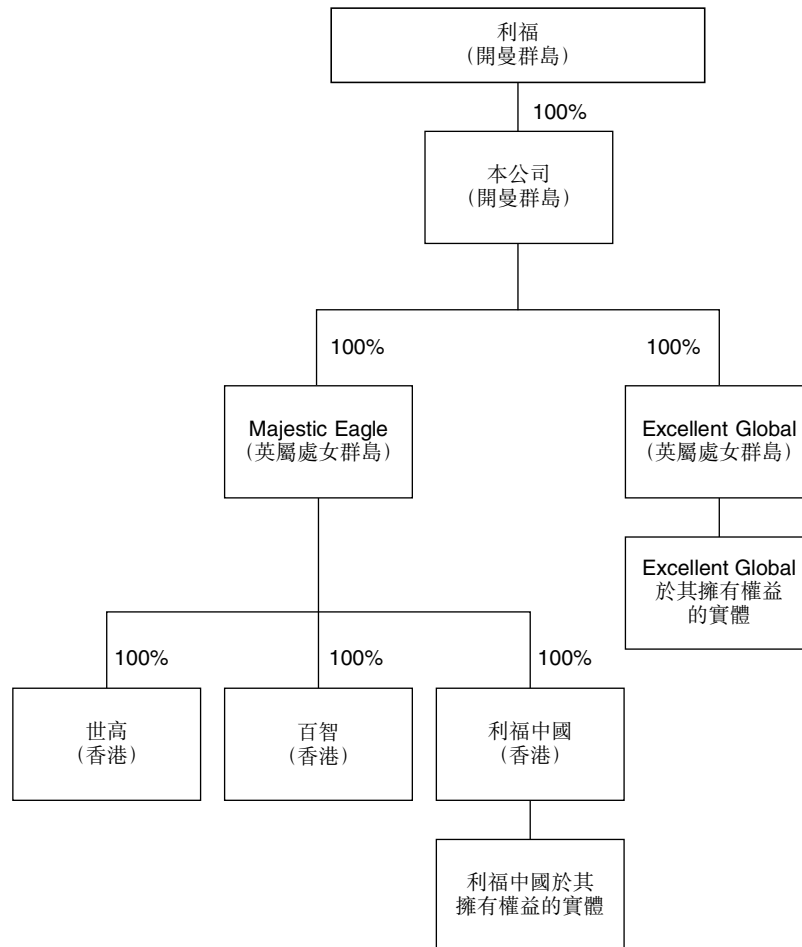 利福
（開曼群島）
100%
本公司
（開曼群島）
100%
100%
Majestic Eagle
（英屬處女群島）
Excellent Global
（英屬處女群島）
Excellent Global
於其擁有權益
的實體
100%
100%
100%
世高
（香港）
百智
（香港）
利福中國
（香港）
利福中國於其
擁有權益的實體